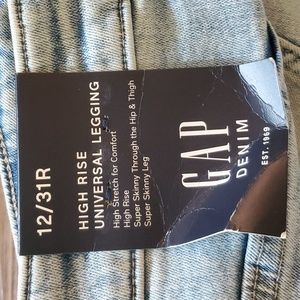 12/31R
HIGH RISE
UNIVERSAL LEGGING
High Stretch for Comfort
High Rise
Super Skinny Through the Hip & Thigh
Super Skinny Leg
GAP
DENIM
EST. 1969